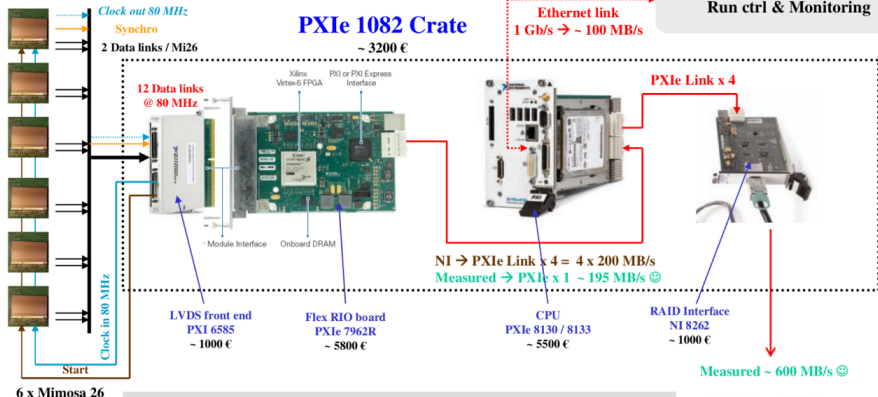 Clock out 80 MHz
Synchro
2 Data links / Mi26
PXIe 1082 Crate
~ 3200 €
Ethernet link
1 Gb/s → ~ 100 MB/s
Run ctrl & Monitoring
12 Data links
@ 80 MHz
Xilinx
Virtex-5 FPGA
PXI or PXI Express
Interface
PXIe Link x 4
Module Interface
Onboard DRAM
NI → PXIe Link x 4 = 4 x 200 MB/s
Measured → PXIe x 1 ~ 195 MB/s ☺
Clock in 80 MHz
LVDS front end
PXI 6585
~ 1000 €
Flex RIO board
PXIe 7962R
~ 5800 €
CPU
PXIe 8130 / 8133
~ 5500 €
RAID Interface
NI 8262
~ 1000 €
Start
Measured ~ 600 MB/s ☺
6 x Mimosa 26